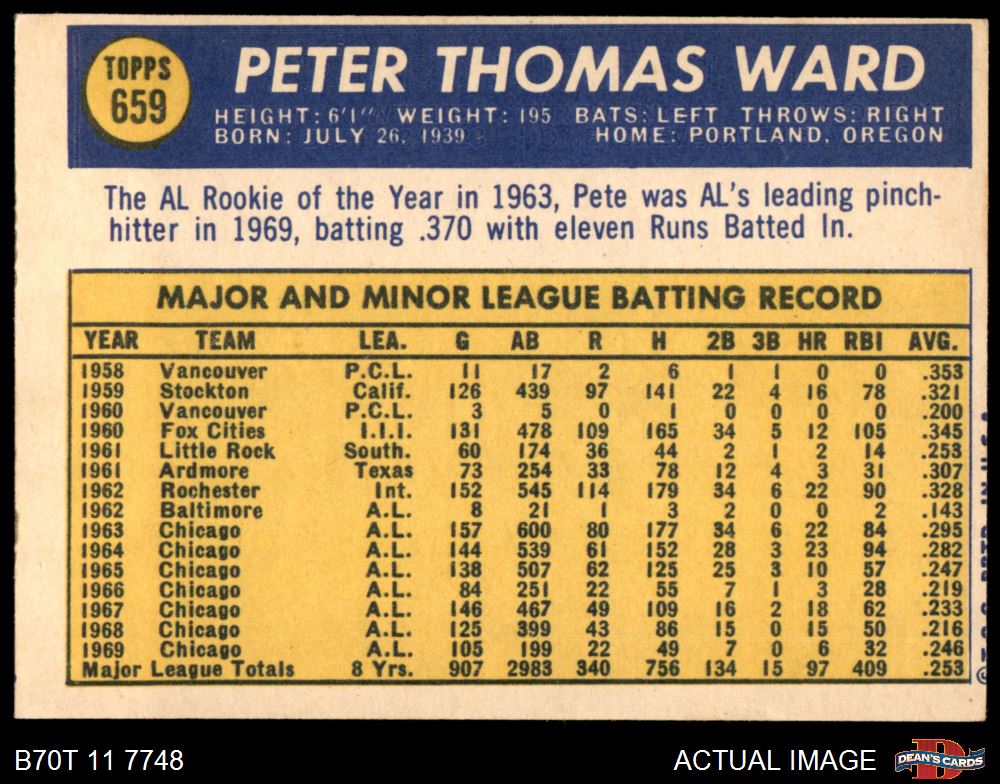 TOPPS
659
PETER THOMAS WARD
HEIGHT: 6'1" WEIGHT: 195 BATS: LEFT THROWS: RIGHT
BORN: JULY 26, 1939 HOME: PORTLAND, OREGON
The AL Rookie of the Year in 1963, Pete was AL's leading pinch-
hitter in 1969, batting .370 with eleven Runs Batted In.
MAJOR AND MINOR LEAGUE BATTING RECORD
YEAR TEAM LEA. G AB R H 2B 3B HR RBI AVG.
1958 Vancouver P.C.L. 11 17 2 6 1 1 0 0 .353
1959 Stockton Calif. 126 439 97 141 22 4 16 78 .321
1960 Vancouver P.C.L. 3 5 0 1 0 0 0 0 .200
1960 Fox Cities I.I.I. 131 478 109 165 34 5 12 105 .345
1961 Little Rock South. 60 174 36 44 2 1 2 14 .253
1961 Ardmore Texas 73 254 33 78 12 4 3 31 .307
1962 Rochester Int. 152 545 114 179 34 6 22 90 .328
1962 Baltimore A.L. 8 21 1 3 2 0 0 2 .143
1963 Chicago A.L. 157 600 80 177 34 6 22 84 .295
1964 Chicago A.L. 144 539 61 152 28 3 23 94 .282
1965 Chicago A.L. 138 507 62 125 25 3 10 57 .247
1966 Chicago A.L. 84 251 22 55 7 1 3 28 .219
1967 Chicago A.L. 146 467 49 109 16 2 18 62 .233
1968 Chicago A.L. 125 399 43 86 15 0 15 50 .216
1969 Chicago A.L. 105 199 22 49 7 0 6 32 .246
Major League Totals 8 Yrs. 907 2983 340 756 134 15 97 409 .253
B70T 11 7748
ACTUAL IMAGE
D
DEAN'S CARDS